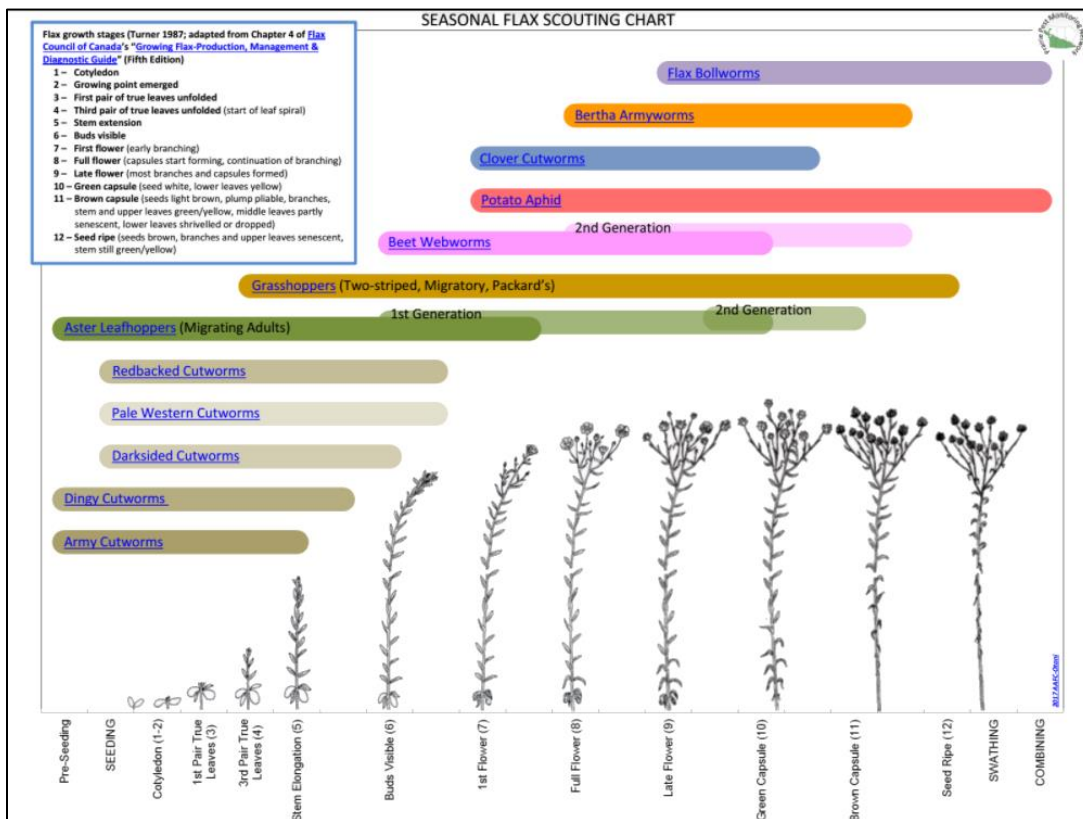 SEASONAL FLAX SCOUTING CHART
Prairie Pest Monitoring Network
Flax growth stages (Turner 1987; adapted from Chapter 4 of Flax
Council of Canada's "Growing Flax-Production, Management &
Diagnostic Guide" (Fifth Edition)
1 – Cotyledon
2 – Growing point emerged
3 – First pair of true leaves unfolded
4 – Third pair of true leaves unfolded (start of leaf spiral)
5 – Stem extension
6 – Buds visible
7 – First flower (early branching)
8 – Full flower (capsules start forming, continuation of branching)
9 – Late flower (most branches and capsules formed)
10 – Green capsule (seed white, lower leaves yellow)
11 – Brown capsule (seeds light brown, plump pliable, branches,
stem and upper leaves green/yellow, middle leaves partly
senescent, lower leaves shrivelled or dropped)
12 – Seed ripe (seeds brown, branches and upper leaves senescent,
stem still green/yellow)
Flax Bollworms
Bertha Armyworms
Clover Cutworms
Potato Aphid
2nd Generation
Beet Webworms
Grasshoppers (Two-striped, Migratory, Packard's)
1st Generation
2nd Generation
Aster Leafhoppers (Migrating Adults)
Redbacked Cutworms
Pale Western Cutworms
Darksided Cutworms
Dingy Cutworms
Army Cutworms
2017 AAFC-Otani
Pre-Seeding
SEEDING
Cotyledon (1-2)
1st Pair True
Leaves (3)
3rd Pair True
Leaves (4)
Stem Elongation (5)
Buds Visible (6)
1st Flower (7)
Full Flower (8)
Late Flower (9)
Green Capsule (10)
Brown Capsule (11)
Seed Ripe (12)
SWATHING
COMBINING